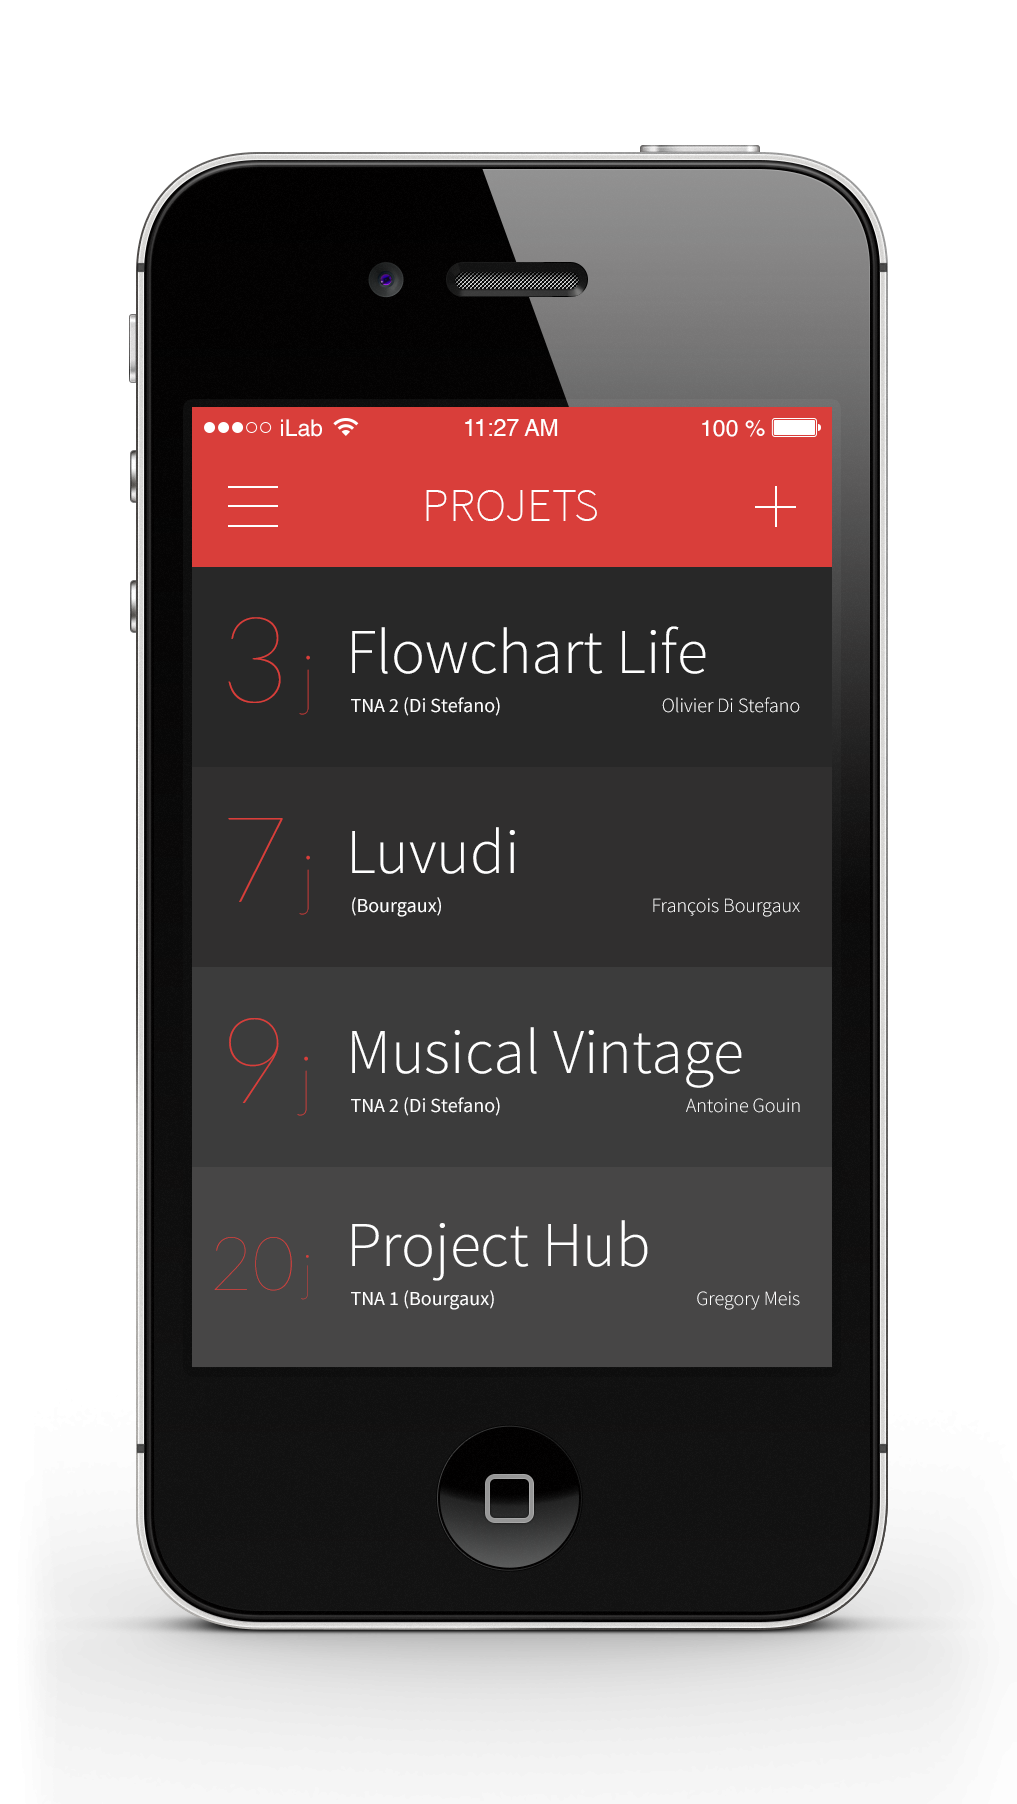 iLab 11:27 AM 100 %
PROJETS
3 j Flowchart Life
TNA 2 (Di Stefano) Olivier Di Stefano
7 j Luvudi
(Bourgaux) François Bourgaux
9 j Musical Vintage
TNA 2 (Di Stefano) Antoine Gouin
20 j Project Hub
TNA 1 (Bourgaux) Gregory Meis